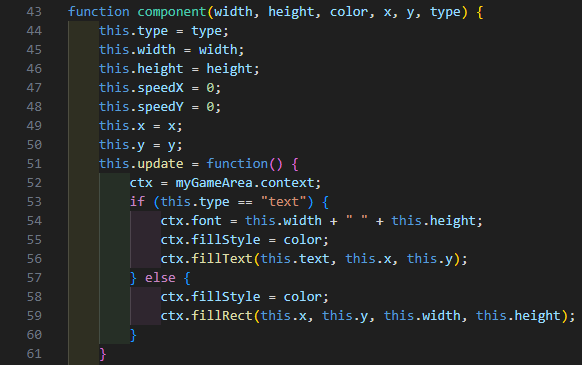 43 function component(width, height, color, x, y, type) {
44     this.type = type;
45     this.width = width;
46     this.height = height;
47     this.speedX = 0;
48     this.speedY = 0;
49     this.x = x;
50     this.y = y;
51     this.update = function() {
52         ctx = myGameArea.context;
53         if (this.type == "text") {
54             ctx.font = this.width + " " + this.height;
55             ctx.fillStyle = color;
56             ctx.fillText(this.text, this.x, this.y);
57         } else {
58             ctx.fillStyle = color;
59             ctx.fillRect(this.x, this.y, this.width, this.height);
60         }
61     }